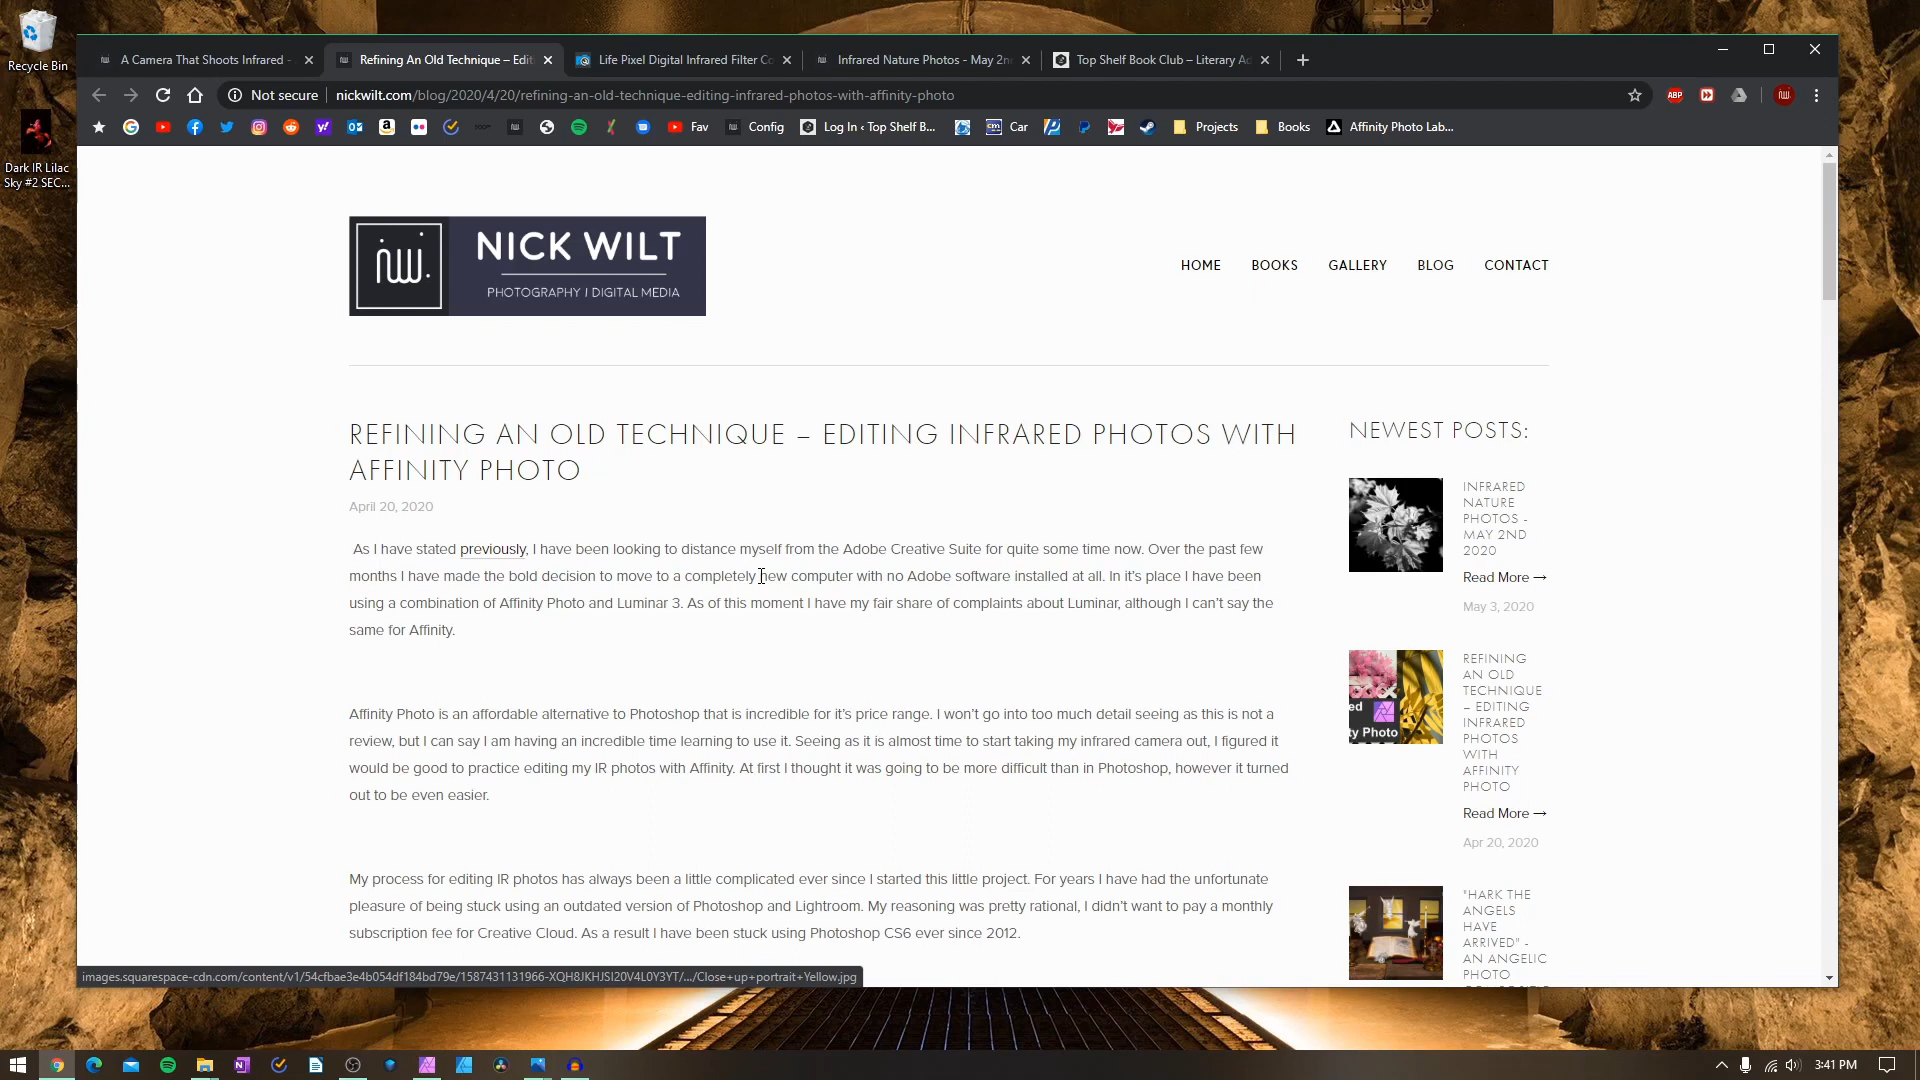 Recycle Bin
Dark IR Lilac
Sky #2 SEC...
A Camera That Shoots Infrared -
Refining An Old Technique – Edit
Life Pixel Digital Infrared Filter Co
Infrared Nature Photos - May 2n
Top Shelf Book Club – Literary Ad
Not secure
nickwilt.com/blog/2020/4/20/refining-an-old-technique-editing-infrared-photos-with-affinity-photo
ABP
Fav
Config
Log In ‹ Top Shelf B...
Car
Projects
Books
Affinity Photo Lab...
NICK WILT
PHOTOGRAPHY | DIGITAL MEDIA
HOME
BOOKS
GALLERY
BLOG
CONTACT
REFINING AN OLD TECHNIQUE – EDITING INFRARED PHOTOS WITH
AFFINITY PHOTO
April 20, 2020
As I have stated previously, I have been looking to distance myself from the Adobe Creative Suite for quite some time now. Over the past few
months I have made the bold decision to move to a completely new computer with no Adobe software installed at all. In it's place I have been
using a combination of Affinity Photo and Luminar 3. As of this moment I have my fair share of complaints about Luminar, although I can't say the
same for Affinity.
Affinity Photo is an affordable alternative to Photoshop that is incredible for it's price range. I won't go into too much detail seeing as this is not a
review, but I can say I am having an incredible time learning to use it. Seeing as it is almost time to start taking my infrared camera out, I figured it
would be good to practice editing my IR photos with Affinity. At first I thought it was going to be more difficult than in Photoshop, however it turned
out to be even easier.
My process for editing IR photos has always been a little complicated ever since I started this little project. For years I have had the unfortunate
pleasure of being stuck using an outdated version of Photoshop and Lightroom. My reasoning was pretty rational, I didn't want to pay a monthly
subscription fee for Creative Cloud. As a result I have been stuck using Photoshop CS6 ever since 2012.
NEWEST POSTS:
INFRARED
NATURE
PHOTOS -
MAY 2ND
2020
Read More →
May 3, 2020
ed
ty Photo
REFINING
AN OLD
TECHNIQUE
– EDITING
INFRARED
PHOTOS
WITH
AFFINITY
PHOTO
Read More →
Apr 20, 2020
"HARK THE
ANGELS
HAVE
ARRIVED" -
AN ANGELIC
PHOTO
images.squarespace-cdn.com/content/v1/54cfbae3e4b054df184bd79e/1587431131966-XQH8JKHJSI20V4L0Y3YT/.../Close+up+portrait+Yellow.jpg
3:41 PM